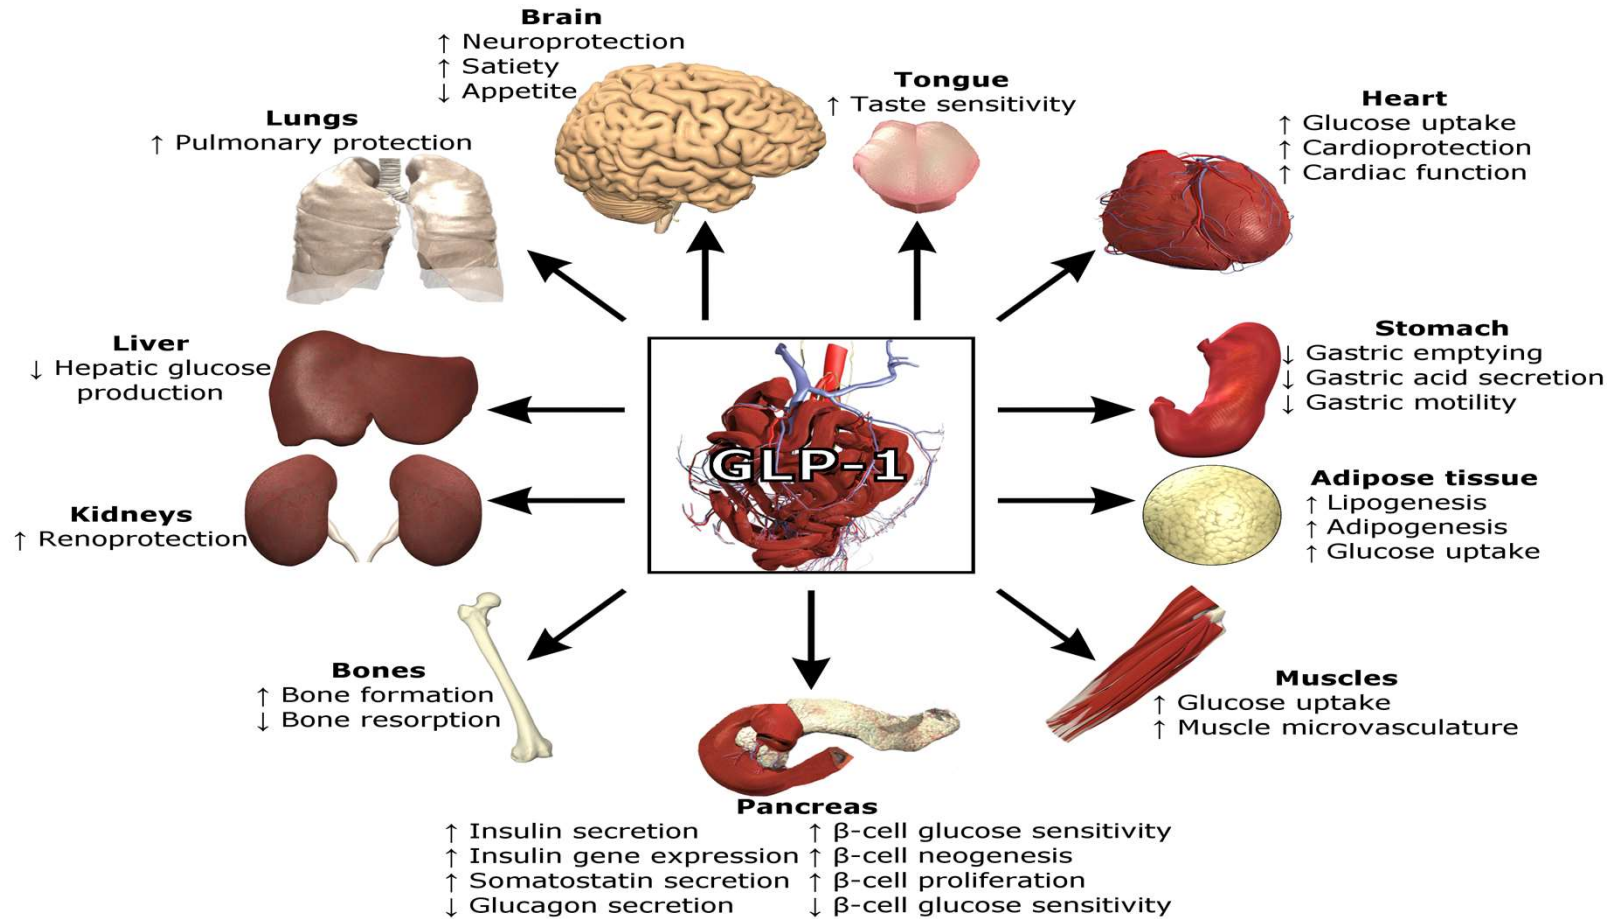 Brain
↑ Neuroprotection
↑ Satiety
↓ Appetite
Tongue
↑ Taste sensitivity
Heart
↑ Glucose uptake
↑ Cardioprotection
↑ Cardiac function
Lungs
↑ Pulmonary protection
Liver
↓ Hepatic glucose
production
Stomach
↓ Gastric emptying
↓ Gastric acid secretion
↓ Gastric motility
GLP-1
Kidneys
↑ Renoprotection
Adipose tissue
↑ Lipogenesis
↑ Adipogenesis
↑ Glucose uptake
Bones
↑ Bone formation
↓ Bone resorption
Muscles
↑ Glucose uptake
↑ Muscle microvasculature
Pancreas
↑ Insulin secretion
↑ Insulin gene expression
↑ Somatostatin secretion
↓ Glucagon secretion
↑ β-cell glucose sensitivity
↑ β-cell neogenesis
↑ β-cell proliferation
↓ β-cell glucose sensitivity